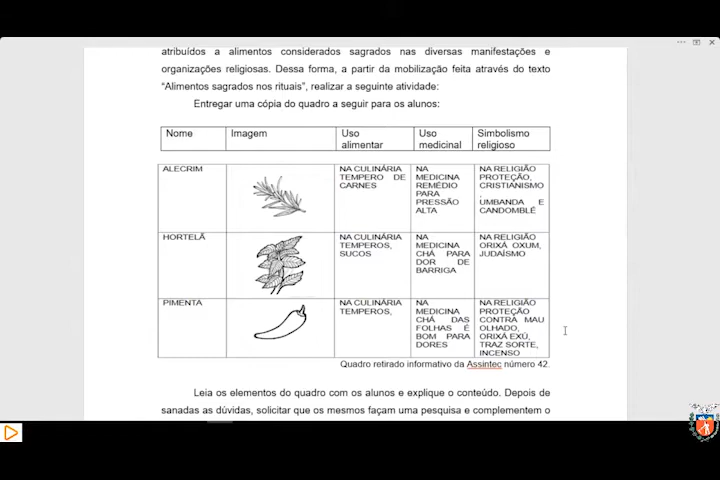 atribuídos a alimentos considerados sagrados nas diversas manifestações e
organizações religiosas. Dessa forma, a partir da mobilização feita através do texto
“Alimentos sagrados nos rituais”, realizar a seguinte atividade:
Entregar uma cópia do quadro a seguir para os alunos:
Nome
Imagem
Uso
alimentar
Uso
medicinal
Simbolismo
religioso
ALECRIM
NA CULINÁRIA
TEMPERO DE
CARNES
NA
MEDICINA
REMÉDIO
PARA
PRESSÃO
ALTA
NA RELIGIÃO
PROTEÇÃO,
CRISTIANISMO
,
UMBANDA E
CANDOMBLÉ
HORTELÃ
NA CULINÁRIA
TEMPEROS,
SUCOS
NA
MEDICINA
CHÁ PARA
DOR DE
BARRIGA
NA RELIGIÃO
ORIXÁ OXUM,
JUDAÍSMO
PIMENTA
NA CULINÁRIA
TEMPEROS,
NA
MEDICINA
CHÁ DAS
FOLHAS É
BOM PARA
DORES
NA RELIGIÃO
PROTEÇÃO
CONTRA MAU
OLHADO,
ORIXÁ EXÚ,
TRAZ SORTE,
INCENSO
Quadro retirado informativo da Assintec número 42.
Leia os elementos do quadro com os alunos e explique o conteúdo. Depois de
sanadas as dúvidas, solicitar que os mesmos façam uma pesquisa e complementem o